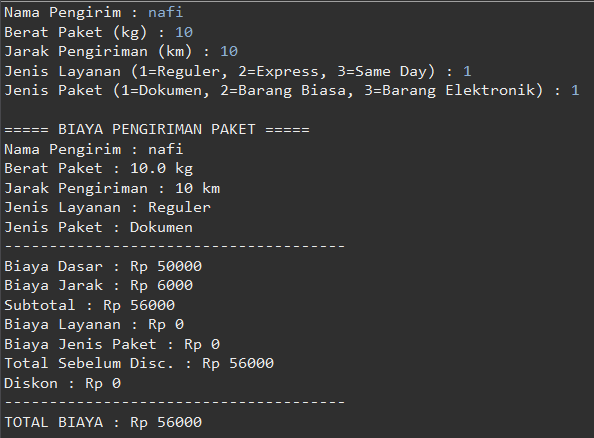 Nama Pengirim : nafi
Berat Paket (kg) : 10
Jarak Pengiriman (km) : 10
Jenis Layanan (1=Reguler, 2=Express, 3=Same Day) : 1
Jenis Paket (1=Dokumen, 2=Barang Biasa, 3=Barang Elektronik) : 1

===== BIAYA PENGIRIMAN PAKET =====
Nama Pengirim : nafi
Berat Paket : 10.0 kg
Jarak Pengiriman : 10 km
Jenis Layanan : Reguler
Jenis Paket : Dokumen
--------------------------------------
Biaya Dasar : Rp 50000
Biaya Jarak : Rp 6000
Subtotal : Rp 56000
Biaya Layanan : Rp 0
Biaya Jenis Paket : Rp 0
Total Sebelum Disc. : Rp 56000
Diskon : Rp 0
--------------------------------------
TOTAL BIAYA : Rp 56000